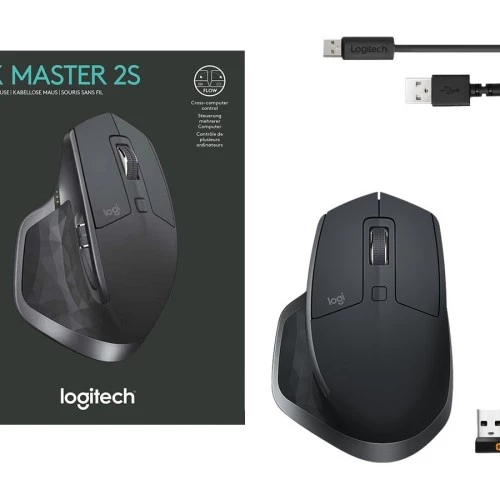 X MASTER 2S
USE | KABELLOSE MAUS | SOURIS SANS FIL
FLOW
Cross-computer
control
Steuerung
mehrerer
Computer
Contrôle de
plusieurs
ordinateurs
logi
logitech
Logitech
logi